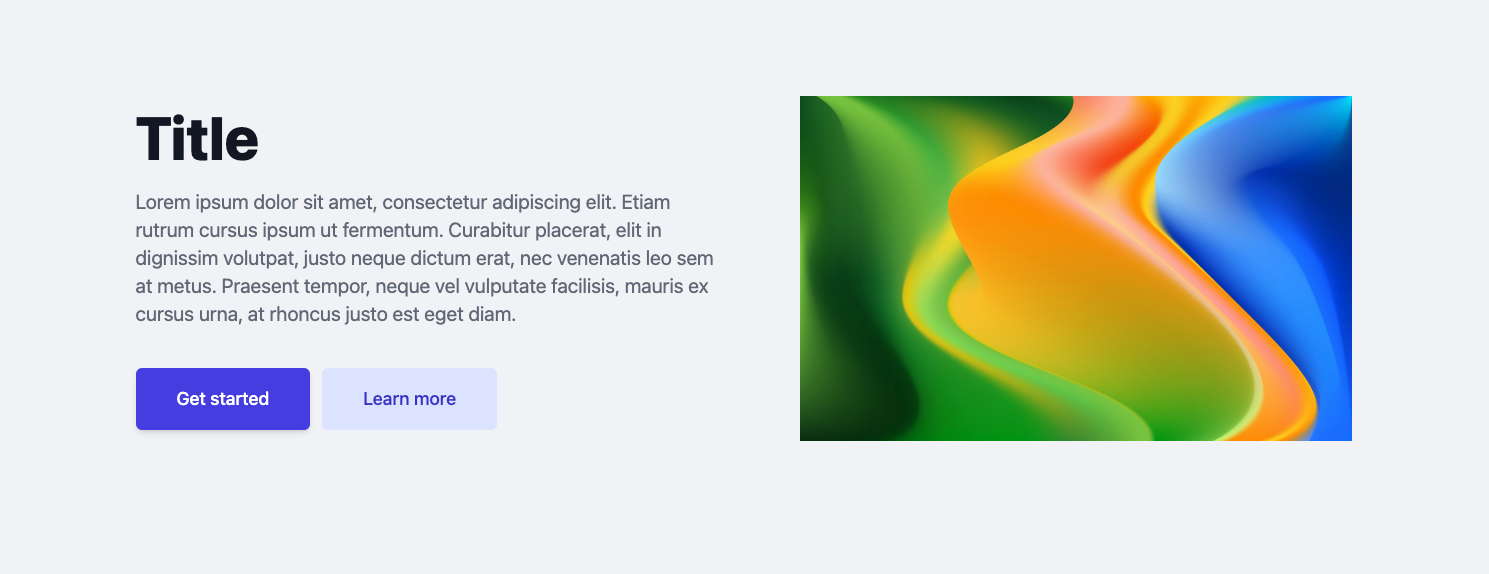 Title
Lorem ipsum dolor sit amet, consectetur adipiscing elit. Etiam
rutrum cursus ipsum ut fermentum. Curabitur placerat, elit in
dignissim volutpat, justo neque dictum erat, nec venenatis leo sem
at metus. Praesent tempor, neque vel vulputate facilisis, mauris ex
cursus urna, at rhoncus justo est eget diam.
Get started
Learn more